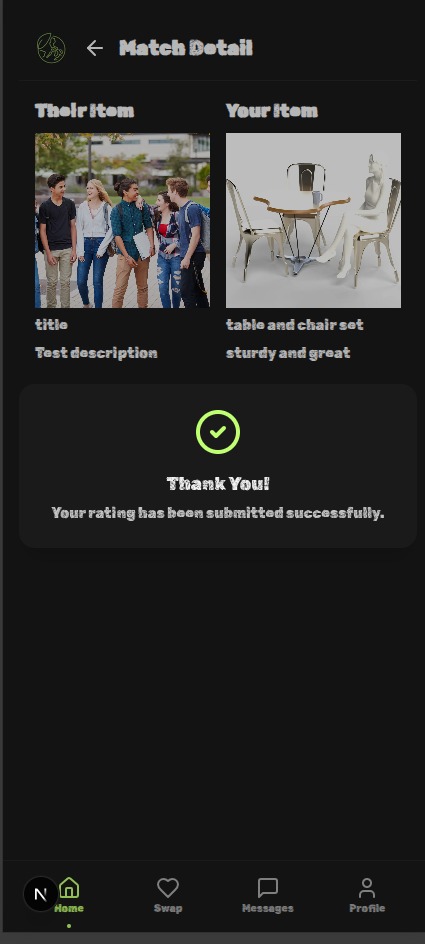 Match Detail
Their Item
Your Item
title
table and chair set
Test description
sturdy and great
Thank You!
Your rating has been submitted successfully.
N
Home
Swap
Messages
Profile